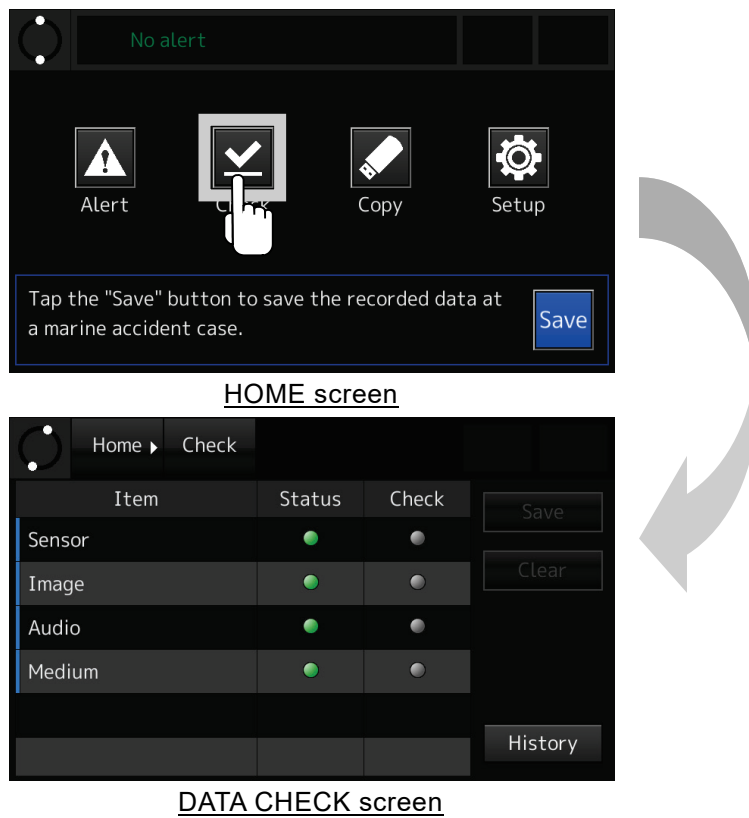 No alert
Alert
Check
Copy
Setup
Tap the "Save" button to save the recorded data at
a marine accident case.
Save
HOME screen
Home
Check
Item
Status
Check
Save
Sensor
Image
Clear
Audio
Medium
History
DATA CHECK screen